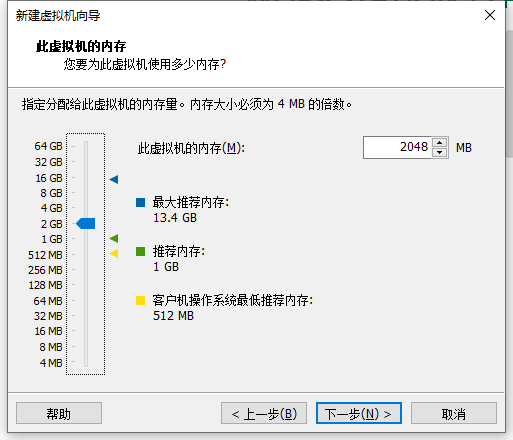 新建虚拟机向导
此虚拟机的内存
您要为此虚拟机使用多少内存?
指定分配给此虚拟机的内存量。内存大小必须为 4 MB 的倍数。
64 GB
32 GB
16 GB
8 GB
4 GB
2 GB
1 GB
512 MB
256 MB
128 MB
64 MB
32 MB
16 MB
8 MB
4 MB
此虚拟机的内存(M): 2048 MB
最大推荐内存:
13.4 GB
推荐内存:
1 GB
客户机操作系统最低推荐内存:
512 MB
帮助 < 上一步(B) 下一步(N) > 取消